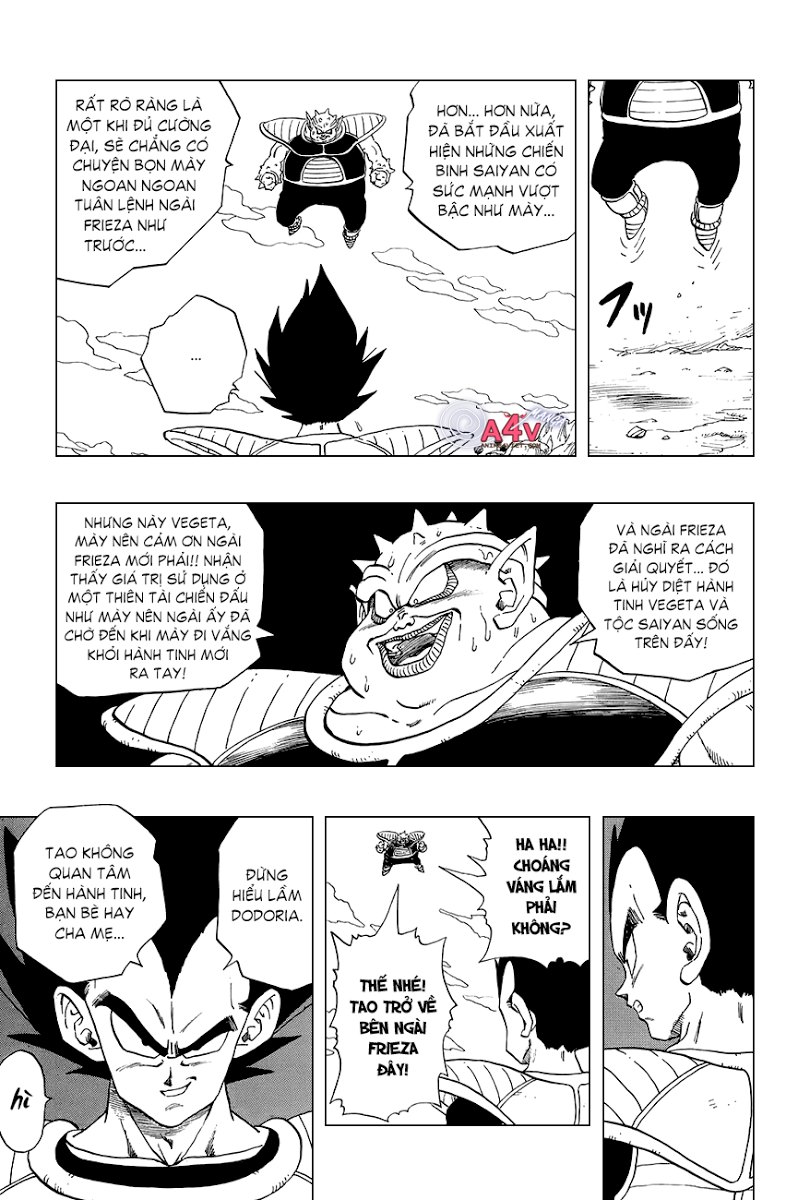 フッ
HƠN... HƠN NỮA,
ĐÃ BẮT ĐẦU XUẤT
HIỆN NHỮNG CHIẾN
BINH SAIYAN CÓ
SỨC MẠNH VƯỢT
BẬC NHƯ MÀY...
RẤT RÕ RÀNG LÀ
MỘT KHI ĐỦ CƯỜNG
ĐẠI, SẼ CHẲNG CÓ
CHUYỆN BỌN MÀY
NGOAN NGOAN
TUÂN LỆNH NGÀI
FRIEZA NHƯ
TRƯỚC...
...
A4V
VÀ NGÀI FRIEZA
ĐÃ NGHĨ RA CÁCH
GIẢI QUYẾT... ĐÓ
LÀ HỦY DIỆT HÀNH
TINH VEGETA VÀ
TỘC SAIYAN SỐNG
TRÊN ĐẤY!
NHƯNG NÀY VEGETA,
MÀY NÊN CẢM ƠN NGÀI
FRIEZA MỚI PHẢI!! NHẬN
THẤY GIÁ TRỊ SỬ DỤNG Ở
MỘT THIÊN TÀI CHIẾN ĐẤU
NHƯ MÀY NÊN NGÀI ẤY ĐÃ
CHỜ ĐẾN KHI MÀY ĐI VẮNG
KHỎI HÀNH TINH MỚI
RA TAY!
HA HA!!
CHOÁNG
VÁNG LẮM
PHẢI
KHÔNG?
THẾ NHÉ!
TAO TRỞ VỀ
BÊN NGÀI
FRIEZA
ĐÂY!
ĐỪNG
HIỂU LẦM
DODORIA.
TAO KHÔNG
QUAN TÂM
ĐẾN HÀNH TINH,
BẠN BÈ HAY
CHA MẸ...
hì